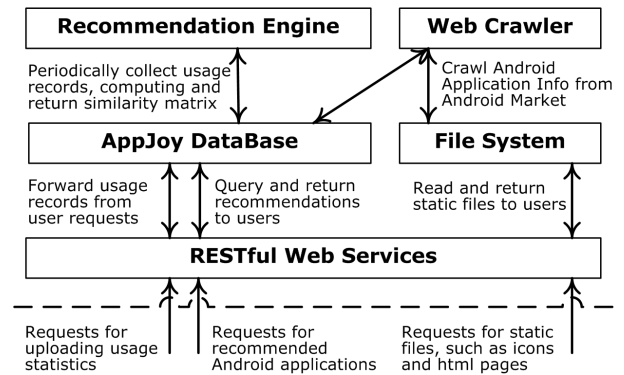 Recommendation Engine
Web Crawler
Periodically collect usage
records, computing and
return similarity matrix
Crawl Android
Application Info from
Android Market
AppJoy DataBase
File System
Forward usage
records from
user requests
Query and return
recommendations
to users
Read and return
static files to users
RESTful Web Services
Requests for
uploading usage
statistics
Requests for
recommended
Android applications
Requests for static
files, such as icons
and html pages